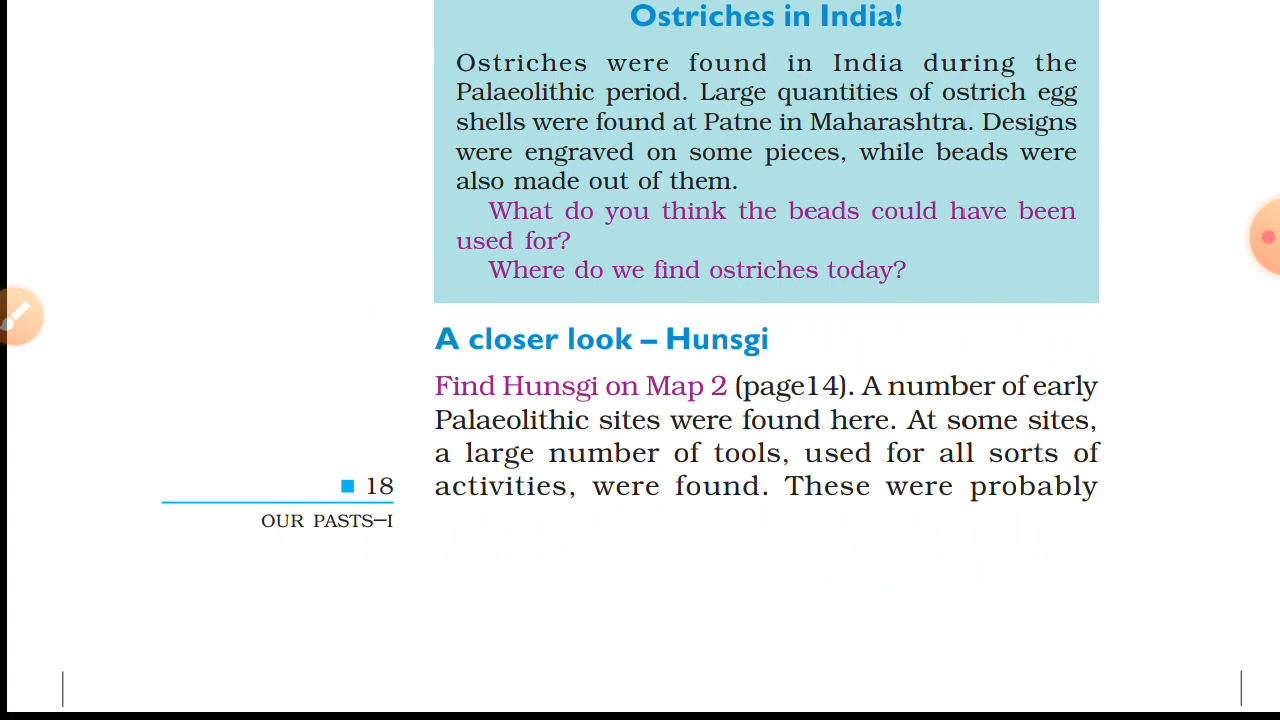 Ostriches in India!
Ostriches were found in India during the
Palaeolithic period. Large quantities of ostrich egg
shells were found at Patne in Maharashtra. Designs
were engraved on some pieces, while beads were
also made out of them.
What do you think the beads could have been
used for?
Where do we find ostriches today?
A closer look – Hunsgi
Find Hunsgi on Map 2 (page14). A number of early
Palaeolithic sites were found here. At some sites,
a large number of tools, used for all sorts of
activities, were found. These were probably
■ 18
OUR PASTS–I